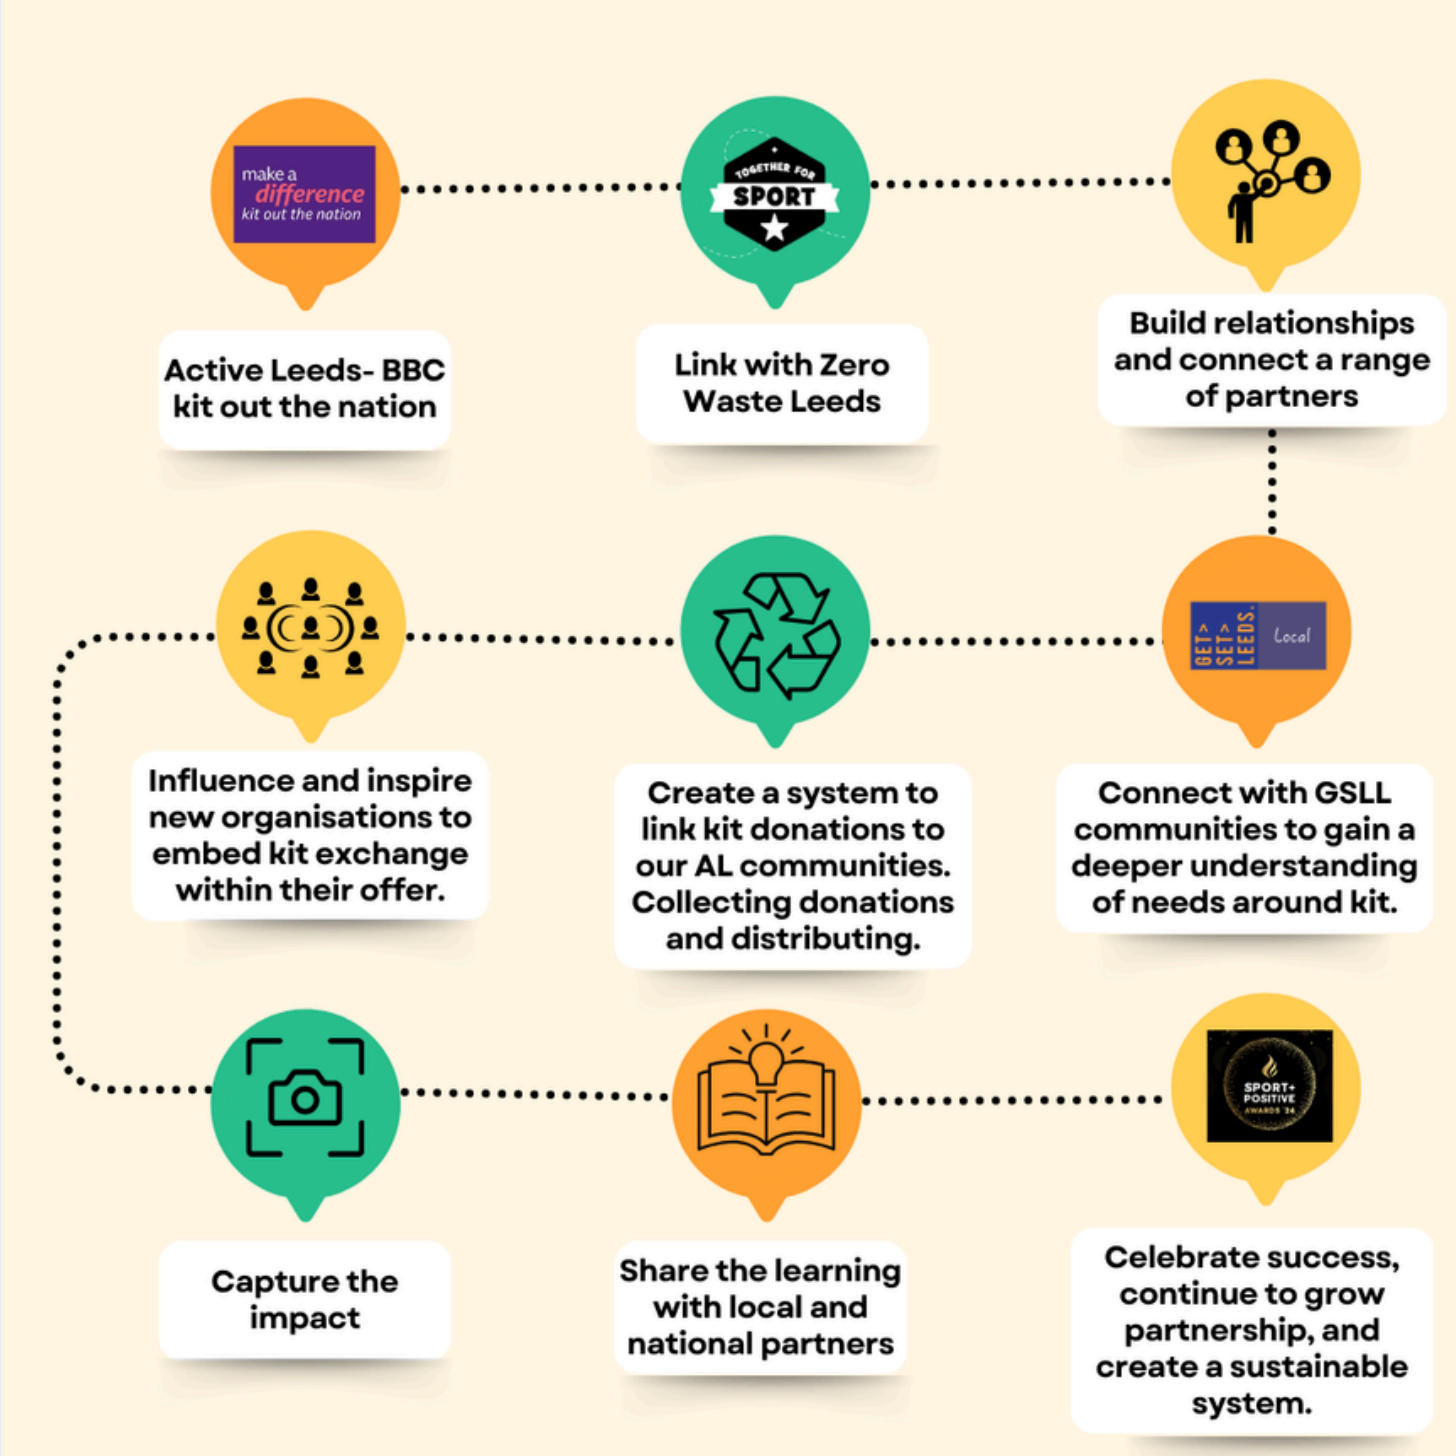 make a
difference
kit out the nation
Active Leeds- BBC
kit out the nation
TOGETHER FOR
SPORT
Link with Zero
Waste Leeds
Build relationships
and connect a range
of partners
GET>
SET>
LEEDS.
Local
Connect with GSLL
communities to gain a
deeper understanding
of needs around kit.
Create a system to
link kit donations to
our AL communities.
Collecting donations
and distributing.
Influence and inspire
new organisations to
embed kit exchange
within their offer.
Capture the
impact
Share the learning
with local and
national partners
SPORT+
POSITIVE
AWARDS '24
Celebrate success,
continue to grow
partnership, and
create a sustainable
system.